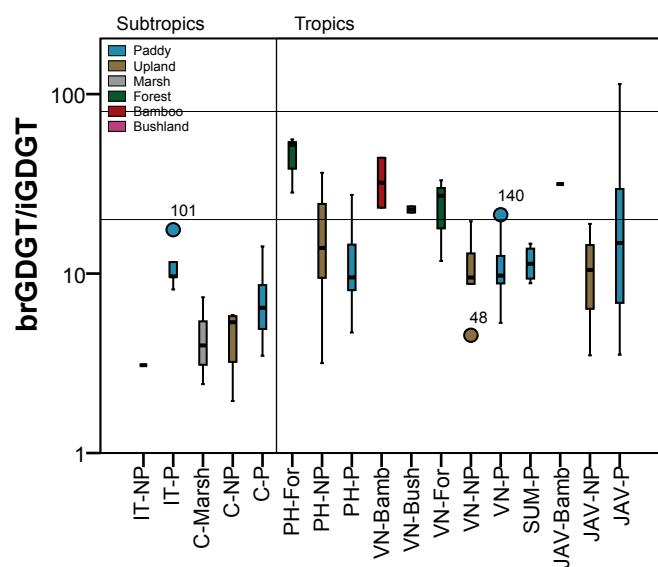 Subtropics Tropics
Paddy
Upland
Marsh
Forest
Bamboo
Bushland
brGDGT/iGDGT
100
10
1
101
140
48
IT-NP
IT-P
C-Marsh
C-NP
C-P
PH-For
PH-NP
PH-P
VN-Bamb
VN-Bush
VN-For
VN-NP
VN-P
SUM-P
JAV-Bamb
JAV-NP
JAV-P